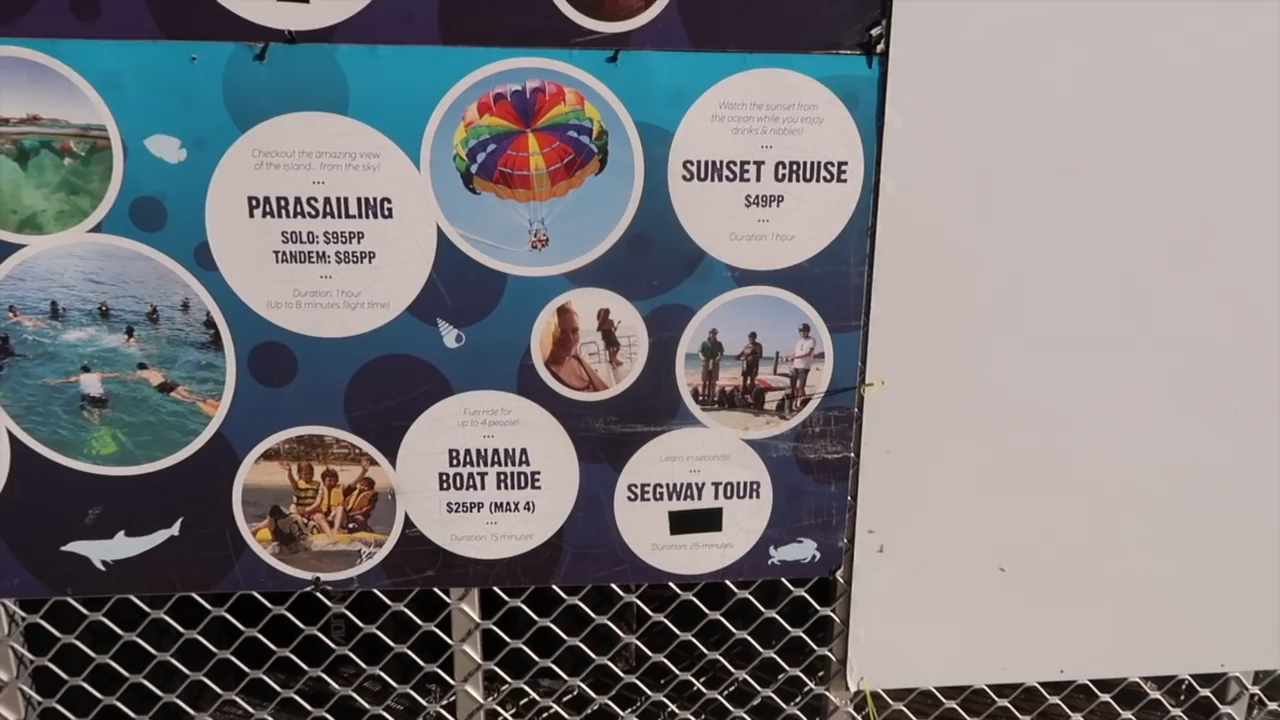 Checkout the amazing view
of the island... from the sky!
PARASAILING
SOLO: $95PP
TANDEM: $85PP
Duration: 1 hour
(Up to 8 minutes flight time)
Watch the sunset from
the ocean while you enjoy
drinks & nibbles!
SUNSET CRUISE
$49PP
Duration: 1 hour
Fun ride for
up to 4 people!
BANANA
BOAT RIDE
$25PP (MAX 4)
Duration: 15 minutes
Learn in seconds!
SEGWAY TOUR
Duration: 25 minutes